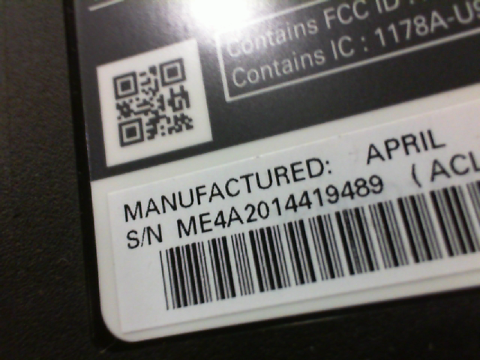 Contains FCC ID
Contains IC : 1178A-US
MANUFACTURED: APRIL
S/N ME4A2014419489 (ACL